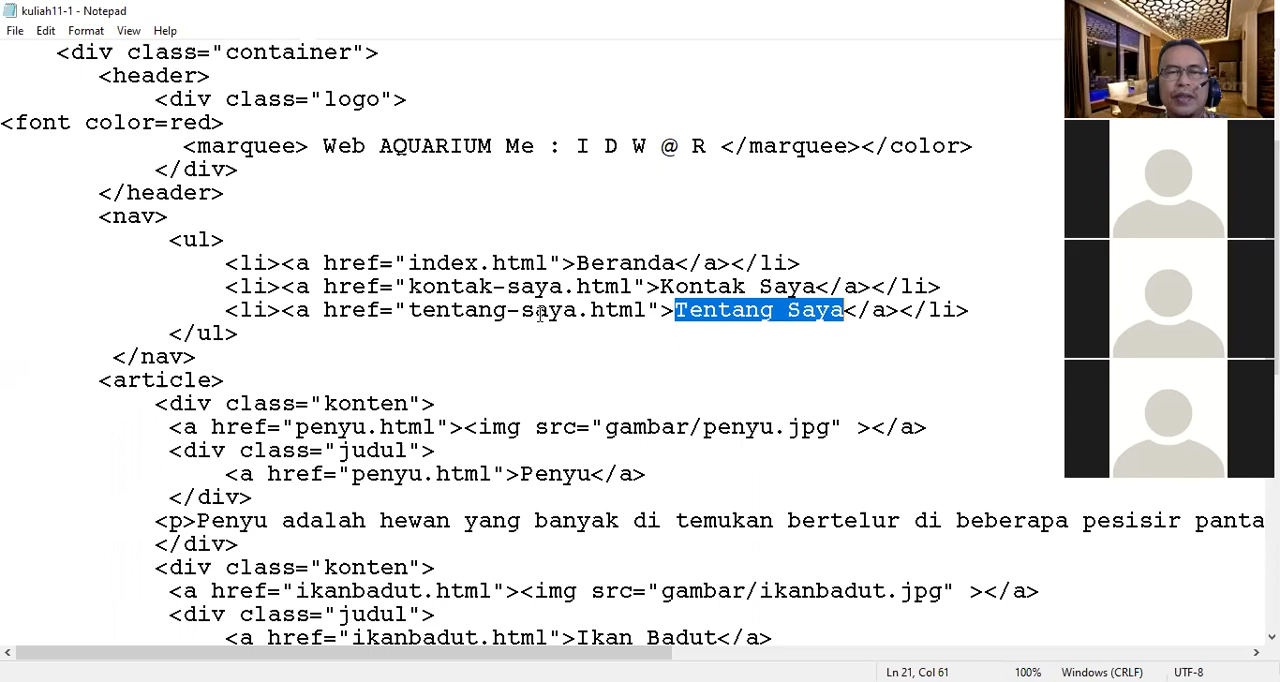 kuliah11-1 - Notepad
File Edit Format View Help
<div class="container">
<header>
<div class="logo">
<font color=red>
<marquee> Web AQUARIUM Me : I D W @ R </marquee></color>
</div>
</header>
<nav>
<ul>
<li><a href="index.html">Beranda</a></li>
<li><a href="kontak-saya.html">Kontak Saya</a></li>
<li><a href="tentang-saya.html">Tentang Saya</a></li>
</ul>
</nav>
<article>
<div class="konten">
<a href="penyu.html"><img src="gambar/penyu.jpg" ></a>
<div class="judul">
<a href="penyu.html">Penyu</a>
</div>
<p>Penyu adalah hewan yang banyak di temukan bertelur di beberapa pesisir panta
</div>
<div class="konten">
<a href="ikanbadut.html"><img src="gambar/ikanbadut.jpg" ></a>
<div class="judul">
<a href="ikanbadut.html">Ikan Badut</a>
Ln 21, Col 61 100% Windows (CRLF) UTF-8